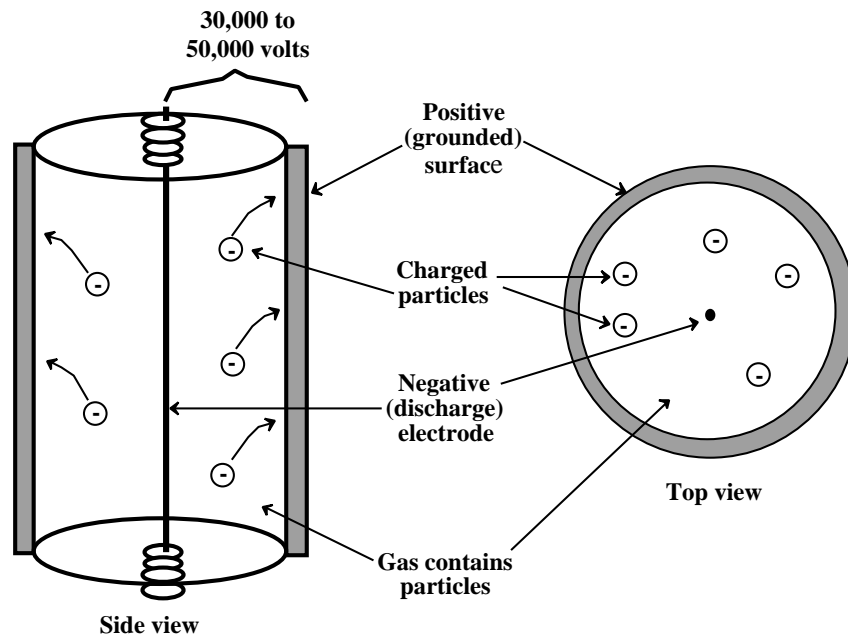 30,000 to
50,000 volts
Positive
(grounded)
surface
Charged
particles
Negative
(discharge)
electrode
Top view
Gas contains
particles
Side view